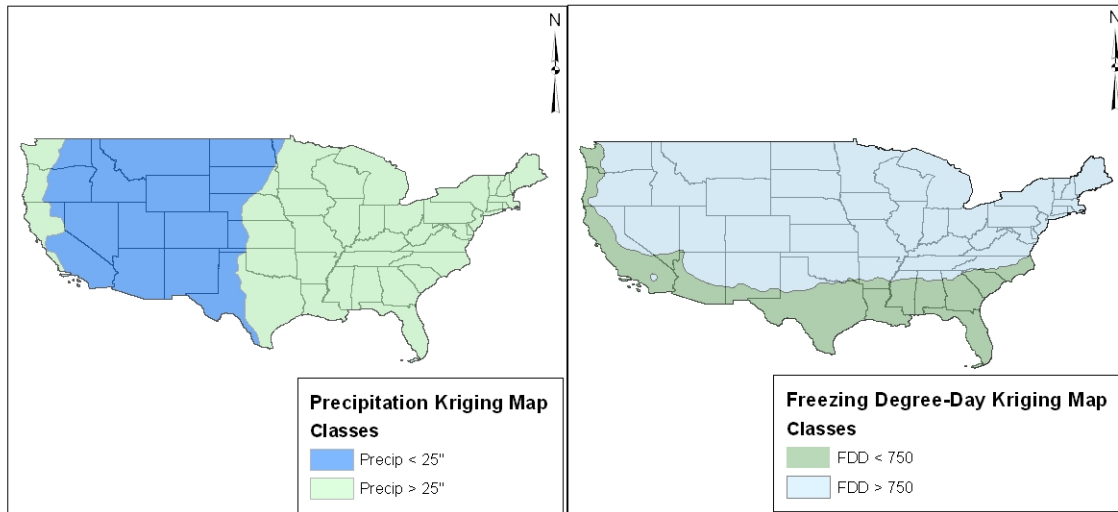 N
Precipitation Kriging Map
Classes
Precip < 25"
Precip > 25"
N
Freezing Degree-Day Kriging Map
Classes
FDD < 750
FDD > 750